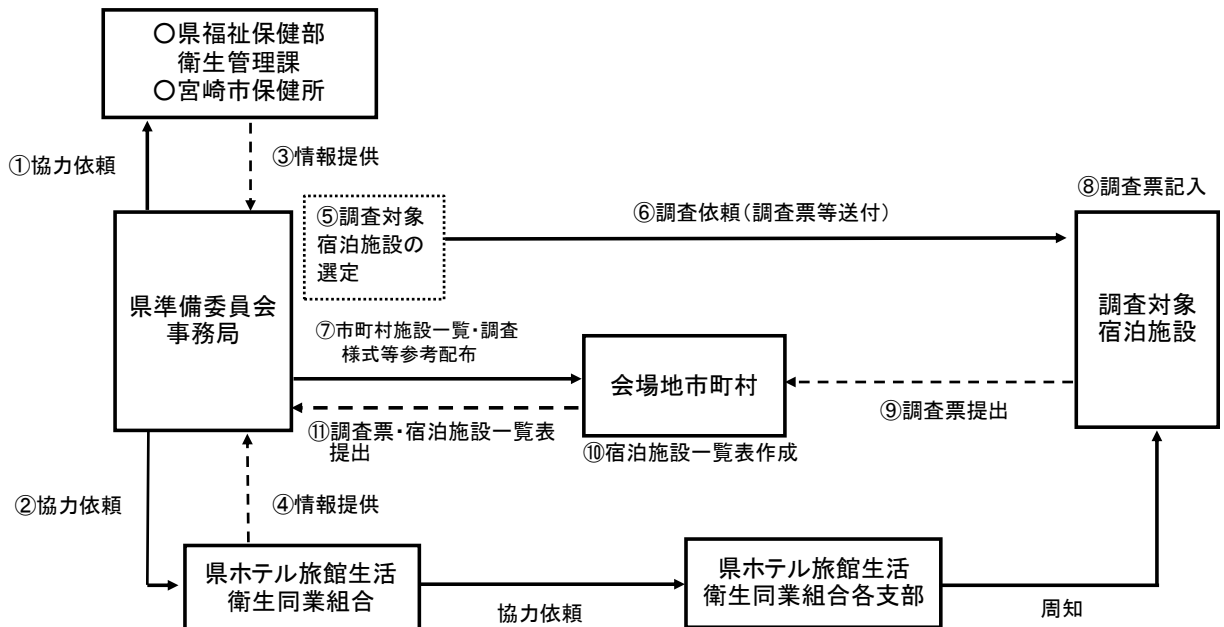 ○県福祉保健部
衛生管理課
○宮崎市保健所
①協力依頼
③情報提供
⑤調査対象
宿泊施設の
選定
⑥調査依頼(調査票等送付)
⑧調査票記入
県準備委員会
事務局
調査対象
宿泊施設
⑦市町村施設一覧・調査
様式等参考配布
会場地市町村
⑨調査票提出
⑪調査票・宿泊施設一覧表
提出
⑩宿泊施設一覧表作成
②協力依頼
④情報提供
県ホテル旅館生活
衛生同業組合
協力依頼
県ホテル旅館生活
衛生同業組合各支部
周知